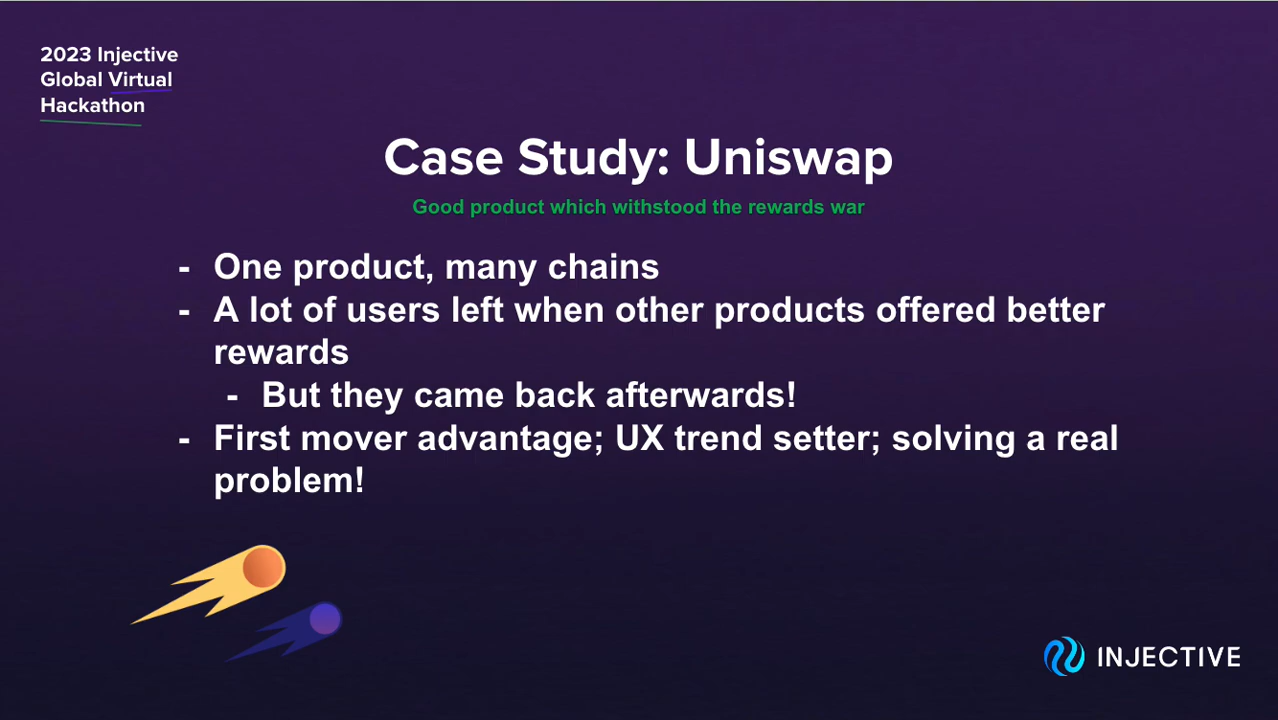 2023 Injective
Global Virtual
Hackathon
Case Study: Uniswap
Good product which withstood the rewards war
- One product, many chains
- A lot of users left when other products offered better
rewards
- But they came back afterwards!
- First mover advantage; UX trend setter; solving a real
problem!
INJECTIVE